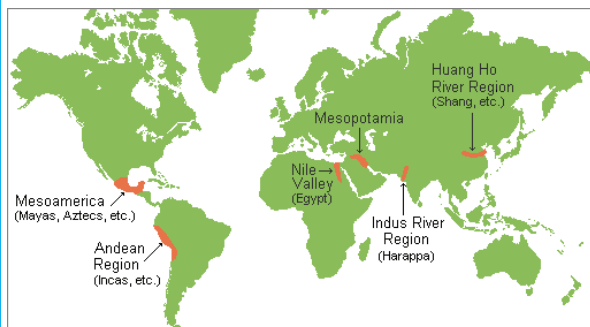 Huang Ho
River Region
(Shang, etc.)
Mesopotamia
Nile
Valley
(Egypt)
Mesoamerica
(Mayas, Aztecs, etc.)
Indus River
Region
(Harappa)
Andean
Region
(Incas, etc.)